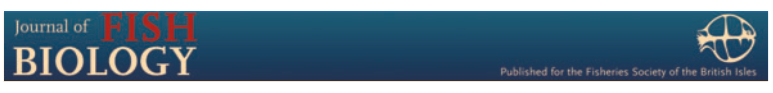 Journal of FISH
BIOLOGY
Published for the Fisheries Society of the British Isles